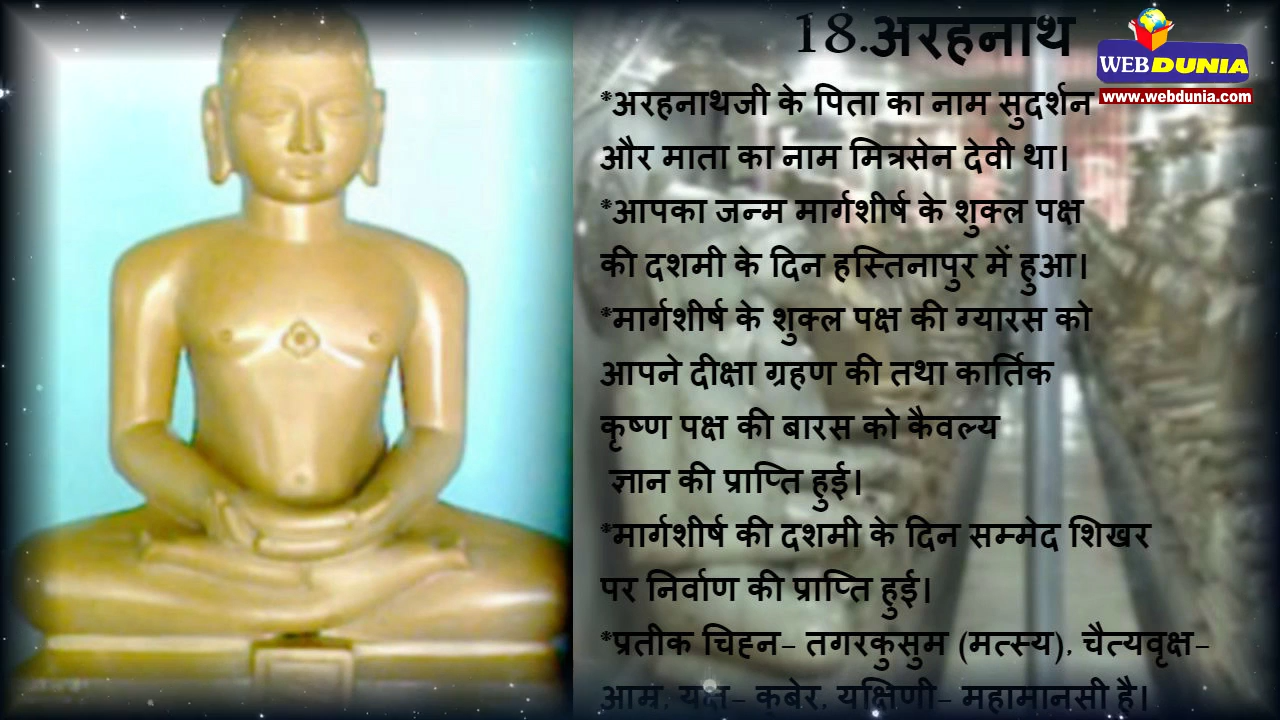 18.अरहनाथ
WEBDUNIA
www.webdunia.com
*अरहनाथजी के पिता का नाम सुदर्शन
और माता का नाम मित्रसेन देवी था।
*आपका जन्म मार्गशीर्ष के शुक्ल पक्ष
की दशमी के दिन हस्तिनापुर में हुआ।
*मार्गशीर्ष के शुक्ल पक्ष की ग्यारस को
आपने दीक्षा ग्रहण की तथा कार्तिक
कृष्ण पक्ष की बारस को कैवल्य
ज्ञान की प्राप्ति हुई।
*मार्गशीर्ष की दशमी के दिन सम्मेद शिखर
पर निर्वाण की प्राप्ति हुई।
*प्रतीक चिह्न- तगरकुसुम (मत्स्य), चैत्यवृक्ष-
आम्र, यक्ष- कुबेर, यक्षिणी- महामानसी है।